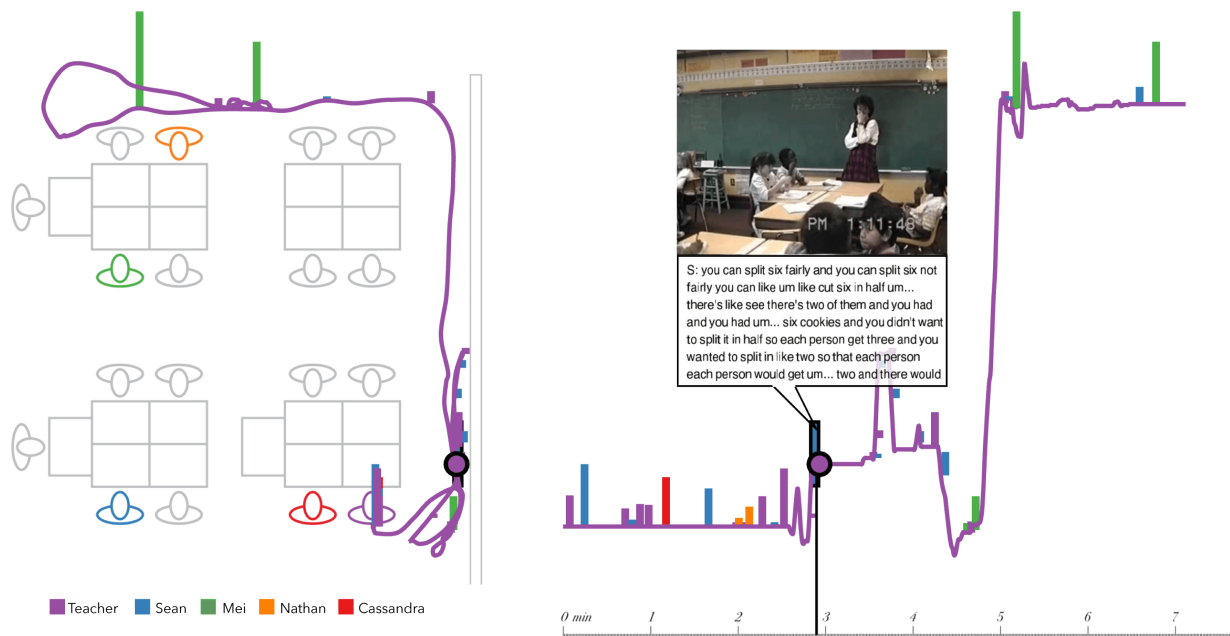 PM 1:11:48
S: you can split six fairly and you can split six not
fairly you can like um like cut six in half um...
there's like see there's two of them and you had
and you had um... six cookies and you didn't want
to split it in half so each person get three and you
wanted to split in like two so that each person
each person would get um... two and there would
Teacher Sean Mei Nathan Cassandra
0 min 1 2 3 4 5 6 7